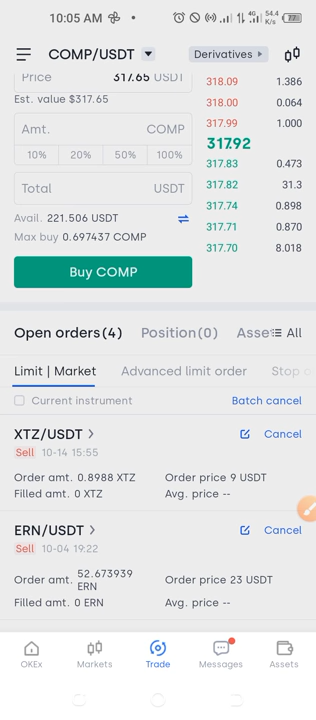 10:05 AM
4G
54.4
K/s
COMP/USDT
Derivatives
Price 317.65 USDT
Est. value $317.65
Amt. COMP
10% 20% 50% 100%
Total USDT
Avail. 221.506 USDT
Max buy 0.697437 COMP
Buy COMP
318.09 1.386
318.00 0.064
317.99 1.000
317.92
317.83 0.473
317.82 31.3
317.74 0.898
317.71 0.870
317.70 8.018
Open orders(4) Position(0) Asse All
Limit | Market Advanced limit order Stop o
Current instrument Batch cancel
XTZ/USDT Cancel
Sell 10-14 15:55
Order amt. 0.8988 XTZ Order price 9 USDT
Filled amt. 0 XTZ Avg. price --
ERN/USDT Cancel
Sell 10-04 19:22
Order amt. 52.673939 ERN Order price 23 USDT
Filled amt. 0 ERN Avg. price --
OKEx Markets Trade Messages Assets